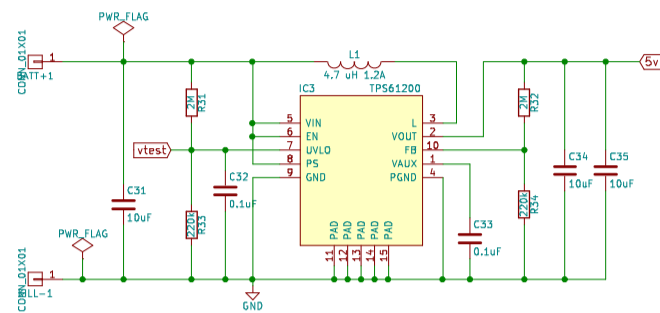 PWR_FLAG
CONN_01X01
1
BATT+1
L1
4.7 uH 1.2A
5v
IC3
TPS61200
2M
R31
2M
R32
5
VIN
L
3
6
EN
VOUT
2
vtest
7
UVLO
FB
10
8
PS
VAUX
1
9
GND
PGND
4
C32
0.1uF
C31
10uF
C34
10uF
C35
10uF
220k
R33
220k
R34
C33
0.1uF
PAD
PAD
PAD
PAD
PAD
11
12
13
14
15
PWR_FLAG
CONN_01X01
1
GND